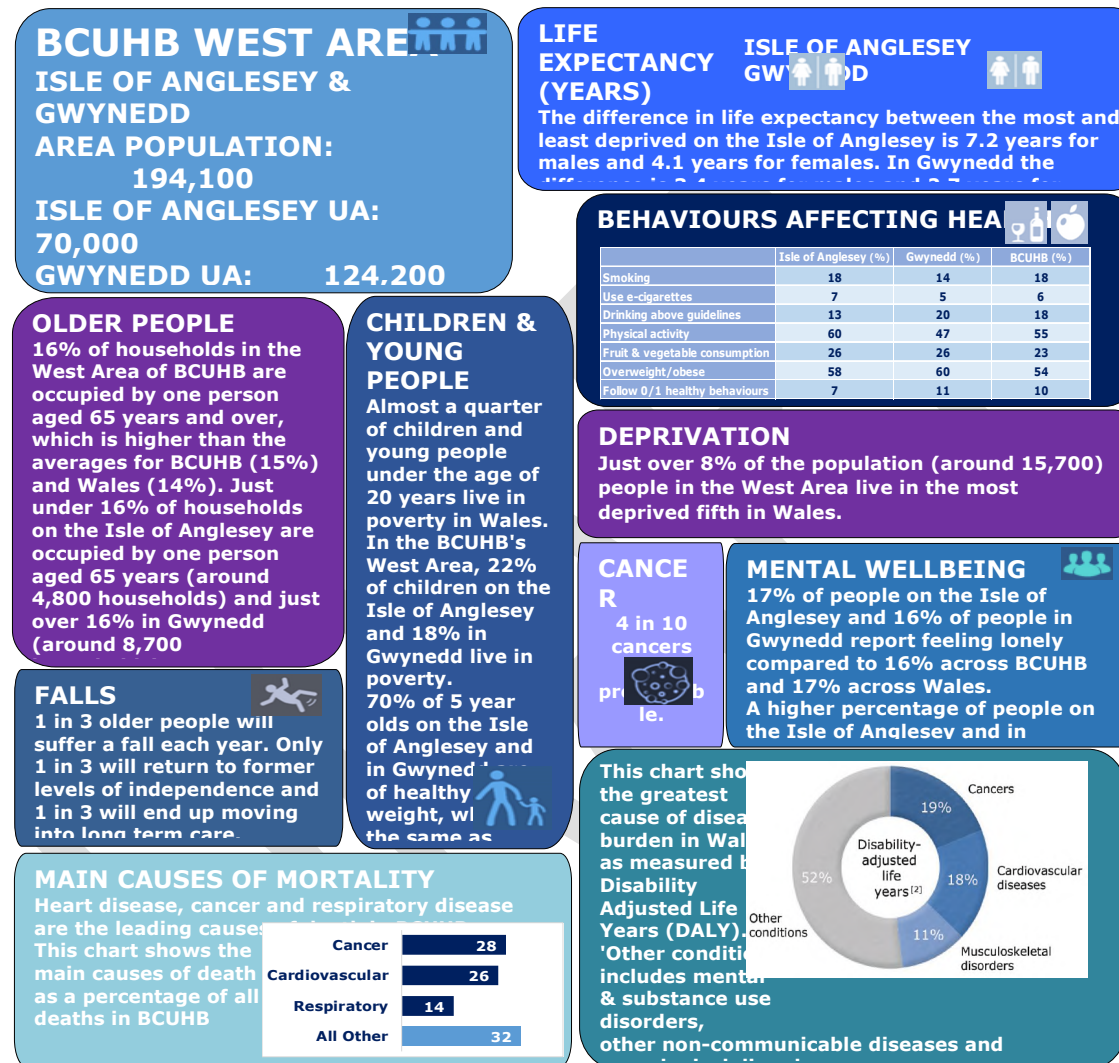 BCUHB WEST
ISLE OF ANGLESEY &
GWYNEDD
AREA POPULATION:
194,100
ISLE OF ANGLESEY UA:
70,000
GWYNEDD UA: 124,200
LIFE
EXPECTANCY
(YEARS)
ISLE OF ANGLESEY
The difference in life expectancy between the most and
least deprived on the Isle of Anglesey is 7.2 years for
males and 4.1 years for females. In Gwynedd the
BEHAVIOURS AFFECTING
Isle of Anglesey (%) Gwynedd (%) BCUHB (%)
Smoking 18 14 18
Use e-cigarettes 7 5 6
Drinking above guidelines 13 20 18
Physical activity 60 47 55
Fruit & vegetable consumption 26 26 23
Overweight/obese 58 60 54
Follow 0/1 healthy behaviours 7 11 10
OLDER PEOPLE
16% of households in the
West Area of BCUHB are
occupied by one person
aged 65 years and over,
which is higher than the
averages for BCUHB (15%)
and Wales (14%). Just
under 16% of households
on the Isle of Anglesey are
occupied by one person
aged 65 years (around
4,800 households) and just
over 16% in Gwynedd
(around 8,700
CHILDREN &
YOUNG
PEOPLE
Almost a quarter
of children and
young people
under the age of
20 years live in
poverty in Wales.
In the BCUHB's
West Area, 22%
of children on the
Isle of Anglesey
and 18% in
Gwynedd live in
poverty.
70% of 5 year
olds on the Isle
of Anglesey and
in
of healthy
weight,
the same as
DEPRIVATION
Just over 8% of the population (around 15,700)
people in the West Area live in the most
deprived fifth in Wales.
CANCE
R
4 in 10
cancers
le.
MENTAL WELLBEING
17% of people on the Isle of
Anglesey and 16% of people in
Gwynedd report feeling lonely
compared to 16% across BCUHB
and 17% across Wales.
A higher percentage of people on
the Isle of Anglesey and in
FALLS
1 in 3 older people will
suffer a fall each year. Only
1 in 3 will return to former
levels of independence and
1 in 3 will end up moving
into long term care.
MAIN CAUSES OF MORTALITY
Heart disease, cancer and respiratory disease
are the leading
This chart shows the
main causes of death
as a percentage of all
deaths in BCUHB
Cancer 28
Cardiovascular 26
Respiratory 14
All Other 32
This chart
the greatest
cause of
burden in
as measured
Disability
Adjusted Life
Years (DALY).
'Other
includes mental
& substance use
disorders,
other non-communicable diseases and
Disability-
adjusted
life
years [2]
19%
Cancers
18%
Cardiovascular
diseases
11%
Musculoskeletal
disorders
52%
Other
conditions